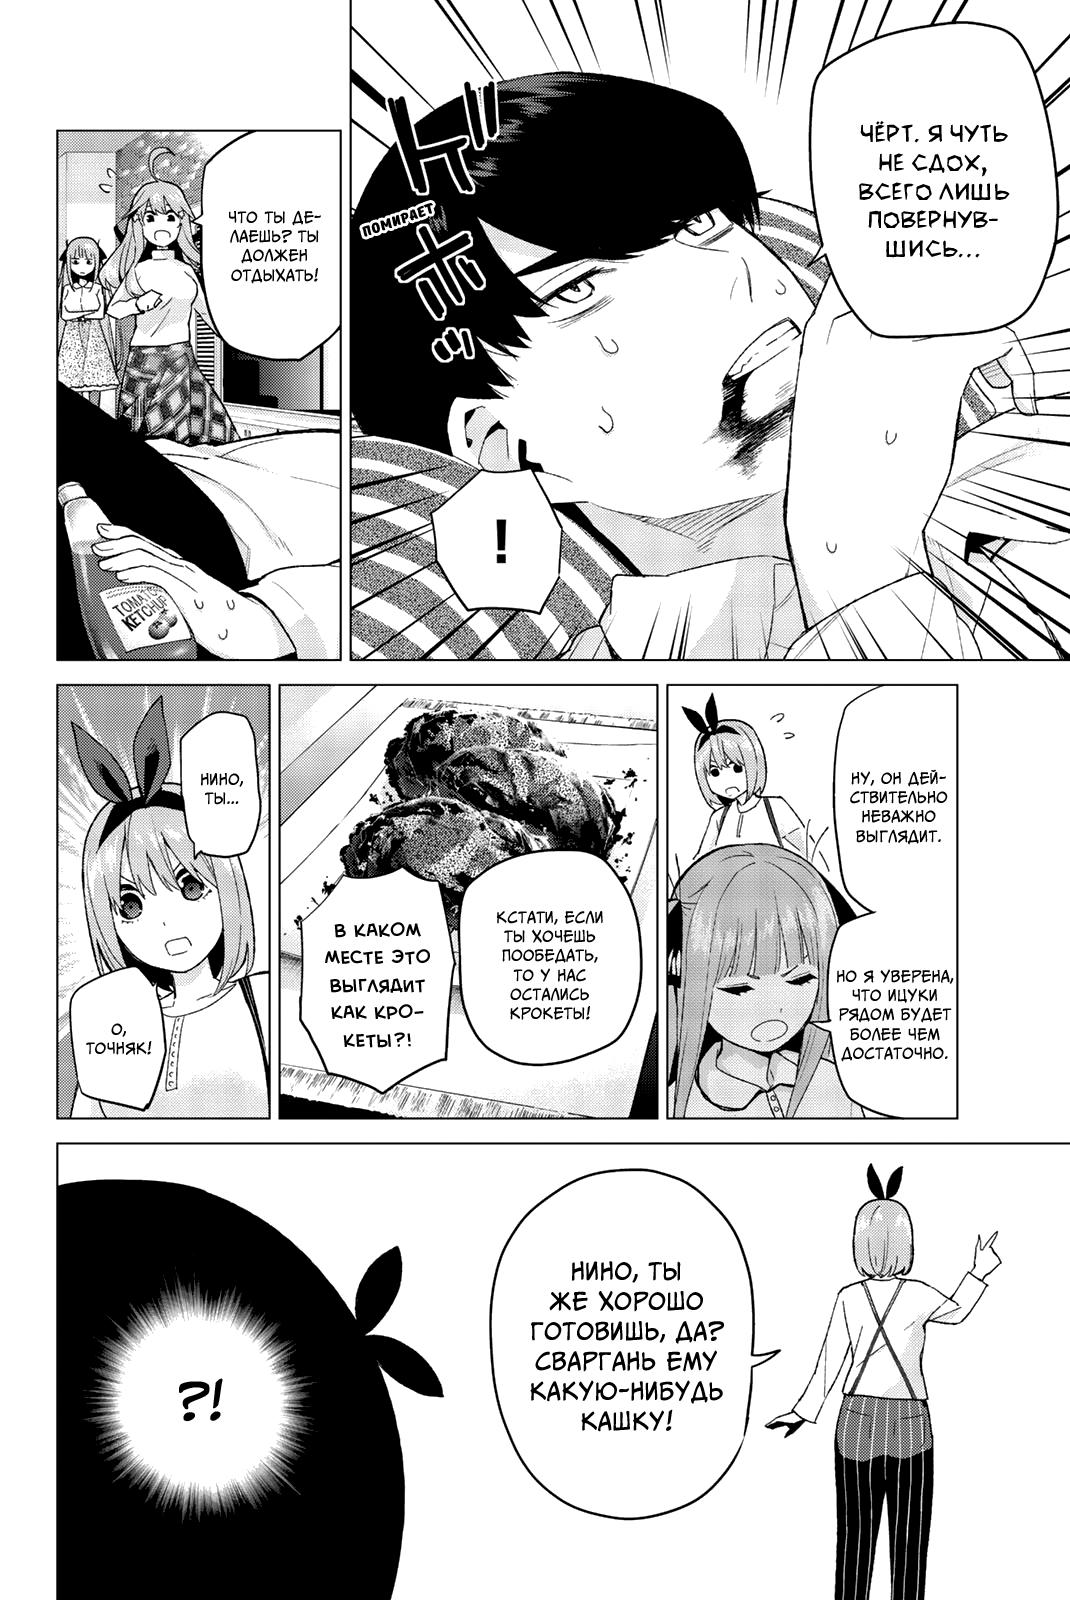 ЧЁРТ. Я ЧУТЬ
НЕ СДОХ,
ВСЕГО ЛИШЬ
ПОВЕРНУВ-
ШИСЬ...
ПОМИРАЕТ
!
ЧТО ТЫ ДЕ-
ЛАЕШЬ? ТЫ
ДОЛЖЕН
ОТДЫХАТЬ!
TOMATO
KETCHUP
НУ, ОН ДЕЙ-
СТВИТЕЛЬНО
НЕВАЖНО
ВЫГЛЯДИТ.
НО Я УВЕРЕНА,
ЧТО ИЦУКИ
РЯДОМ БУДЕТ
БОЛЕЕ ЧЕМ
ДОСТАТОЧНО.
КСТАТИ, ЕСЛИ
ТЫ ХОЧЕШЬ
ПООБЕДАТЬ,
ТО У НАС
ОСТАЛИСЬ
КРОКЕТЫ!
В КАКОМ
МЕСТЕ ЭТО
ВЫГЛЯДИТ
КАК КРО-
КЕТЫ?!
НИНО,
ТЫ...
О,
ТОЧНЯК!
НИНО, ТЫ
ЖЕ ХОРОШО
ГОТОВИШЬ, ДА?
СВАРГАНЬ ЕМУ
КАКУЮ-НИБУДЬ
КАШКУ!
?!